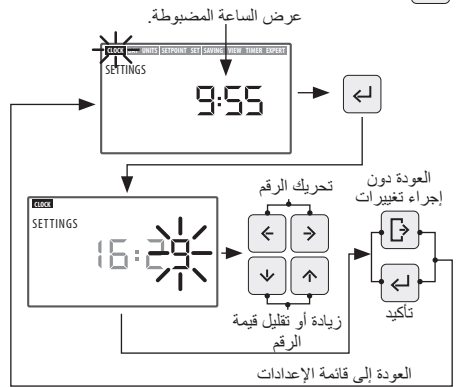 عرض الساعة المضبوطة.
CLOCK UNITS SETPOINT SET SAVING VIEW TIMER EXPERT
SETTINGS
9:55
CLOCK
SETTINGS
16:29
تحريك الرقم
زيادة أو تقليل قيمة
الرقم
العودة دون
إجراء تغييرات
تأكيد
العودة إلى قائمة الإعدادات